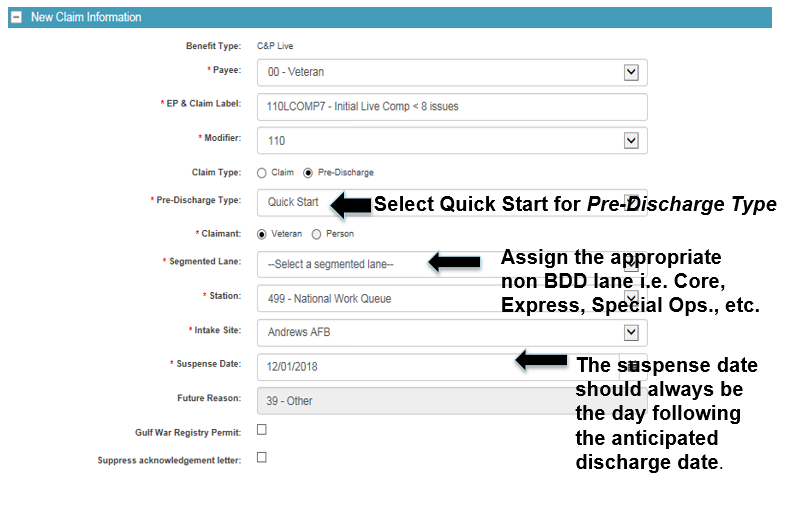 New Claim Information
Benefit Type: C&P Live
* Payee: 00 - Veteran
* EP & Claim Label: 110LCOMP7 - Initial Live Comp < 8 issues
* Modifier: 110
Claim Type: Claim Pre-Discharge
* Pre-Discharge Type: Quick Start
Select Quick Start for Pre-Discharge Type
* Claimant: Veteran Person
* Segmented Lane: --Select a segmented lane--
Assign the appropriate
non BDD lane i.e. Core,
Express, Special Ops., etc.
* Station: 499 - National Work Queue
* Intake Site: Andrews AFB
* Suspense Date: 12/01/2018
The suspense date
should always be
the day following
the anticipated
discharge date.
Future Reason: 39 - Other
Gulf War Registry Permit:
Suppress acknowledgement letter: